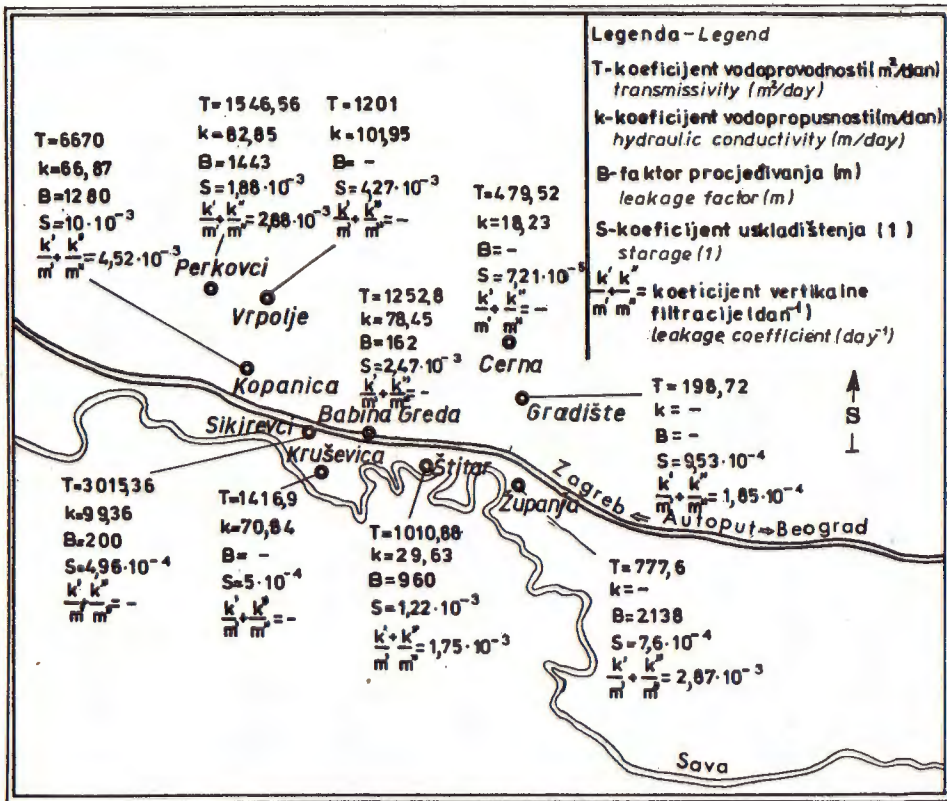 Legenda - Legend
T-koeficijent vodoprovodnosti (m²/dan)
transmissivity (m²/day)
k-koeficijent vodopropusnosti (m/dan)
hydraulic conductivity (m/day)
B-faktor procjeđivanja (m)
leakage factor (m)
S-koeficijent uskladištenja (1)
starage (1)
k'/m' + k"/m" = koeticijent vertikalne
filtracije (dan⁻¹)
leakage coefficient (day⁻¹)
T=6670
k=66,87
B=1280
S=10·10⁻³
k'/m' + k"/m" = 4,52·10⁻³
Kopanica
T=1546,56
k=82,85
B=1443
S=1,88·10⁻³
k'/m' + k"/m" = 2,88·10⁻³
Perkovci
T=1201
k=101,95
B= -
S=4,27·10⁻³
k'/m' + k"/m" = -
Vrpolje
T=479,52
k=18,23
B= -
S=7,21·10⁻⁵
k'/m' + k"/m" = -
Cerna
T=1252,8
k=78,45
B=162
S=2,47·10⁻³
k'/m' + k"/m" = -
Babina Greda
T=198,72
k= -
B= -
S=9,53·10⁻⁴
k'/m' + k"/m" = 1,85·10⁻⁴
Gradište
S
Sikirevci
T=3015,36
k=99,36
B=200
S=4,96·10⁻⁴
k'/m' + k"/m" = -
Kruševica
T=1416,9
k=70,84
B= -
S=5·10⁻⁴
k'/m' + k"/m" = -
Štitar
T=1010,88
k=29,63
B=960
S=1,22·10⁻³
k'/m' + k"/m" = 1,75·10⁻³
Županja
T=777,6
k= -
B=2138
S=7,6·10⁻⁴
k'/m' + k"/m" = 2,87·10⁻³
Zagreb ⇐ Autoput ⇒ Beograd
Sava